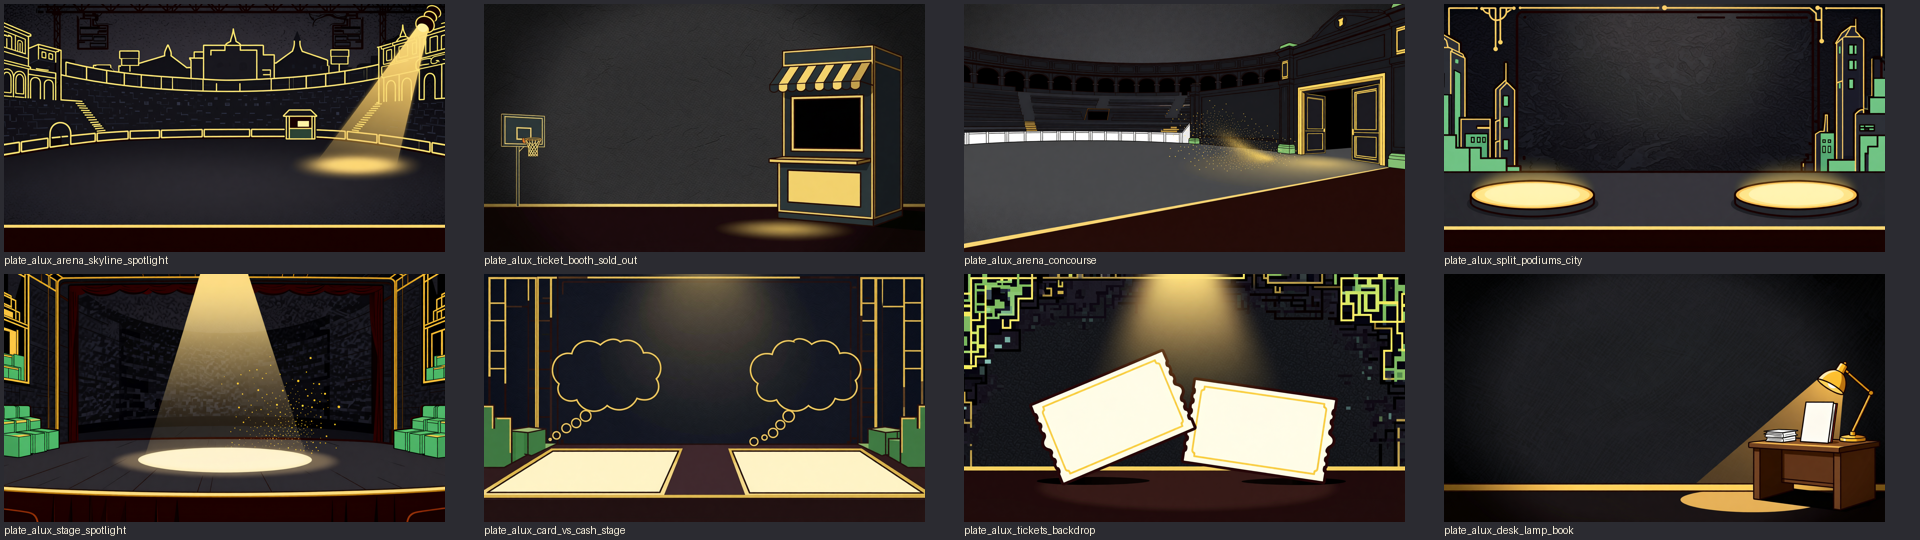 plate_alux_arena_skyline_spotlight
plate_alux_ticket_booth_sold_out
plate_alux_arena_concourse
plate_alux_split_podiums_city
plate_alux_stage_spotlight
plate_alux_card_vs_cash_stage
plate_alux_tickets_backdrop
plate_alux_desk_lamp_book